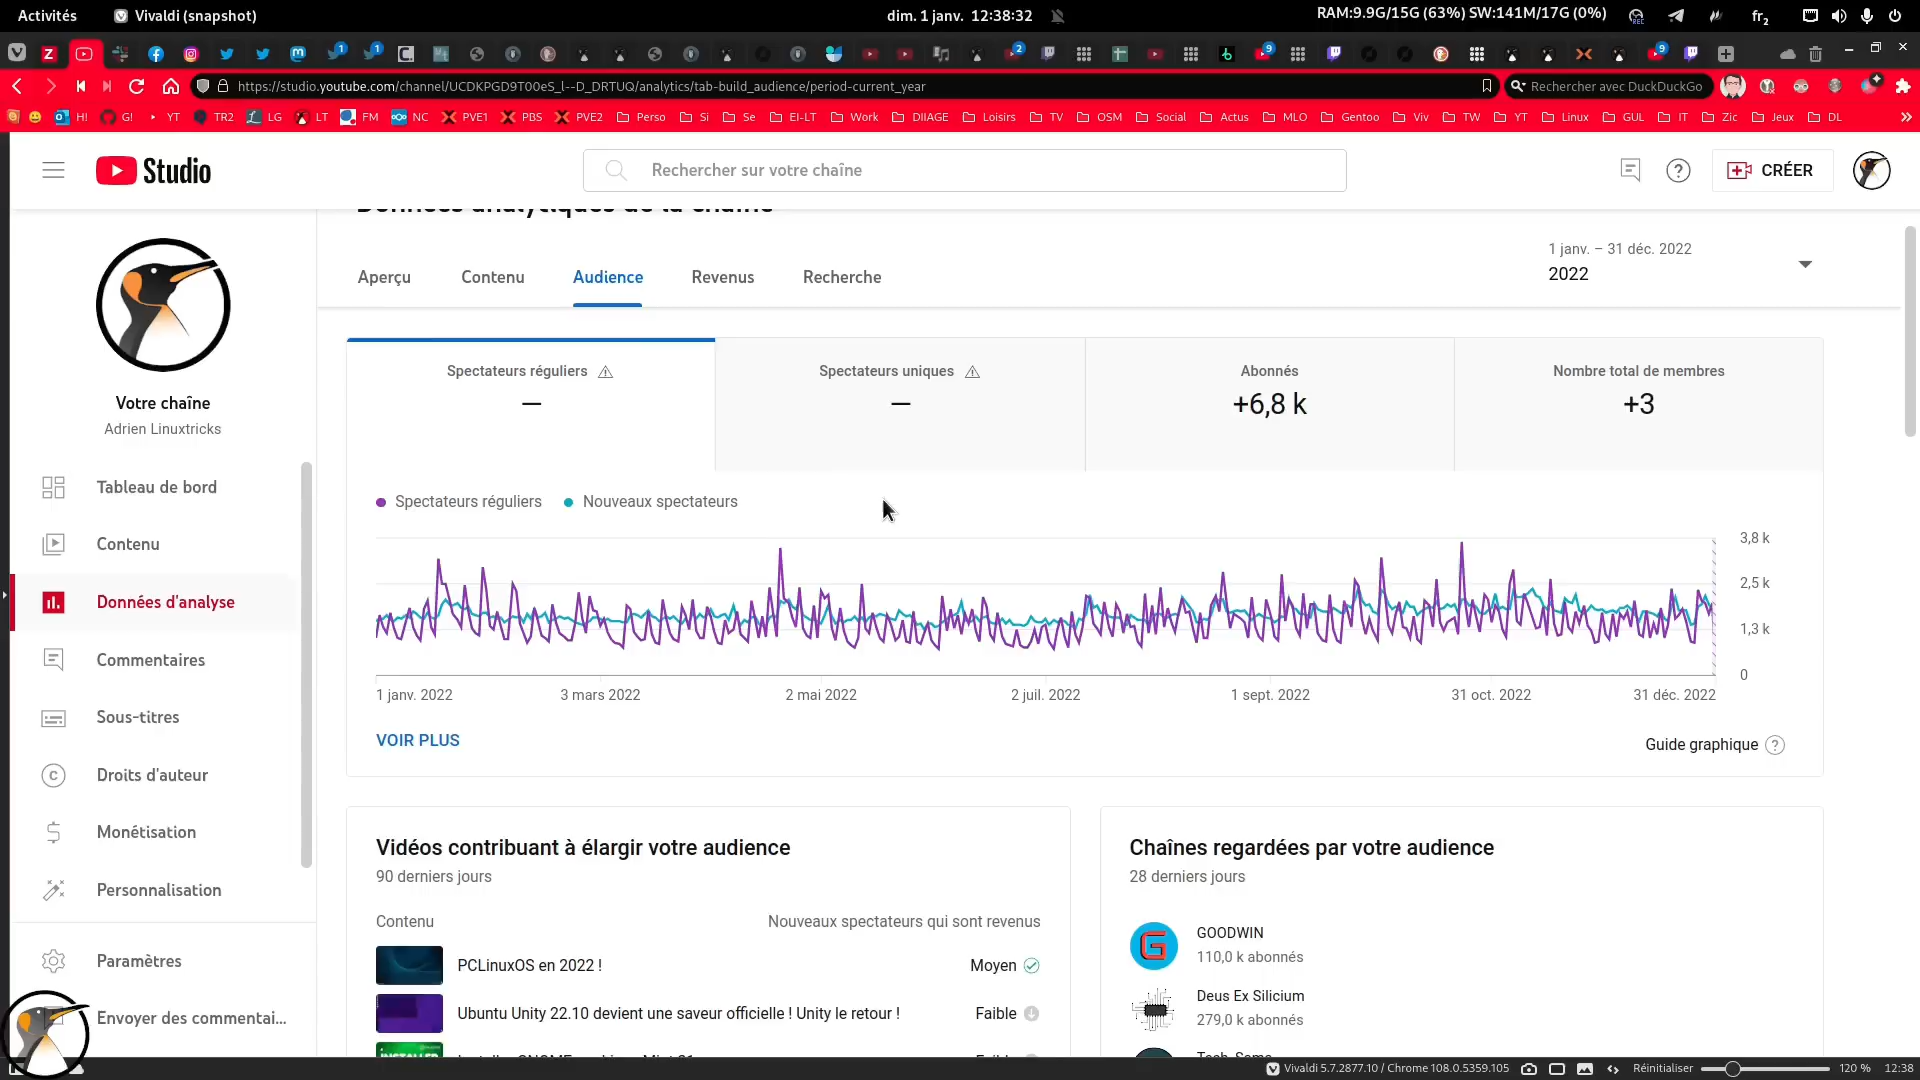 Activités
Vivaldi (snapshot)
dim. 1 janv. 12:38:32
RAM:9.9G/15G (63%) SW:141M/17G (0%)
fr₂
https://studio.youtube.com/channel/UCDKPGD9T00eS_l--D_DRTUQ/analytics/tab-build_audience/period-current_year
Rechercher avec DuckDuckGo
H! G! YT TR2 LG LT FM NC PVE1 PBS PVE2 Perso Si Se EI-LT Work DIIAGE Loisirs TV OSM Social Actus MLO Gentoo Viv TW YT Linux GUL IT Zic Jeux DL
Studio
Rechercher sur votre chaîne
CRÉER
Données analytiques de la chaîne
Aperçu
Contenu
Audience
Revenus
Recherche
1 janv. – 31 déc. 2022
2022
Votre chaîne
Adrien Linuxtricks
Tableau de bord
Contenu
Données d'analyse
Commentaires
Sous-titres
Droits d'auteur
Monétisation
Personnalisation
Paramètres
Envoyer des commentai...
Spectateurs réguliers
—
Spectateurs uniques
—
Abonnés
+6,8 k
Nombre total de membres
+3
Spectateurs réguliers
Nouveaux spectateurs
3,8 k
2,5 k
1,3 k
0
1 janv. 2022
3 mars 2022
2 mai 2022
2 juil. 2022
1 sept. 2022
31 oct. 2022
31 déc. 2022
VOIR PLUS
Guide graphique
Vidéos contribuant à élargir votre audience
90 derniers jours
Contenu
Nouveaux spectateurs qui sont revenus
PCLinuxOS en 2022 !
Moyen
Ubuntu Unity 22.10 devient une saveur officielle ! Unity le retour !
Faible
Chaînes regardées par votre audience
28 derniers jours
GOODWIN
110,0 k abonnés
Deus Ex Silicium
279,0 k abonnés
Vivaldi 5.7.2877.10 / Chrome 108.0.5359.105
Réinitialiser
120 %
12:38